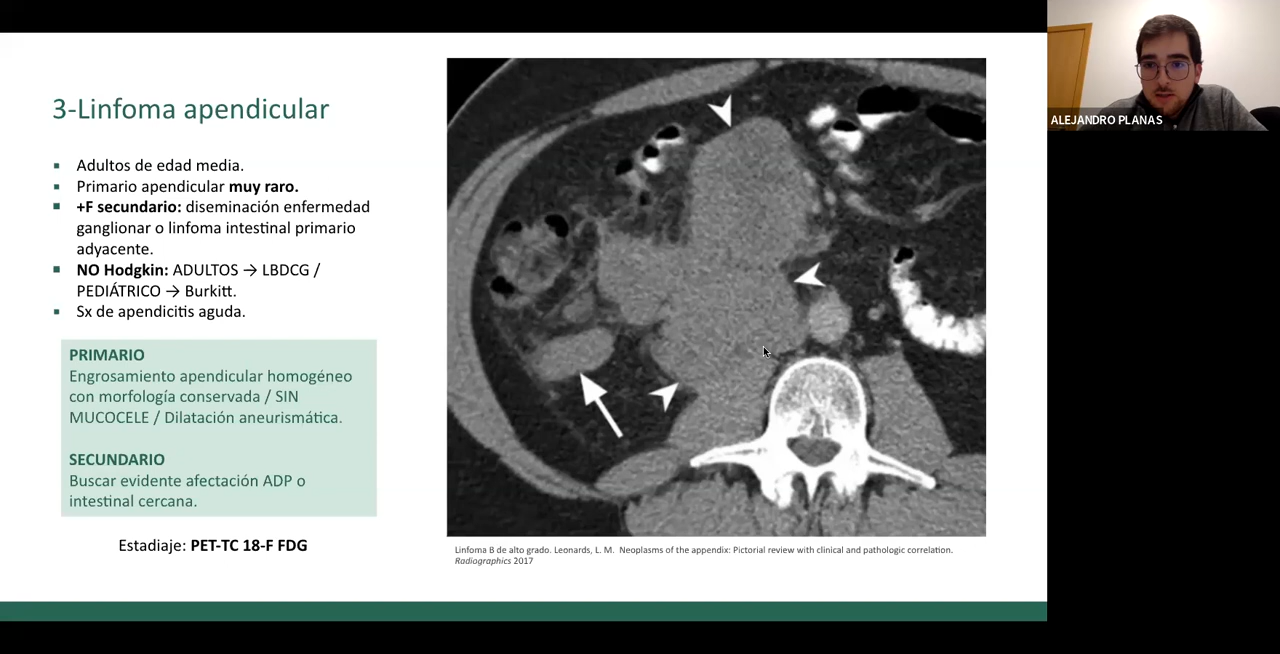 3-Linfoma apendicular
▪ Adultos de edad media.
▪ Primario apendicular muy raro.
▪ +F secundario: diseminación enfermedad
ganglionar o linfoma intestinal primario
adyacente.
▪ NO Hodgkin: ADULTOS → LBDCG /
PEDIÁTRICO → Burkitt.
▪ Sx de apendicitis aguda.
PRIMARIO
Engrosamiento apendicular homogéneo
con morfología conservada / SIN
MUCOCELE / Dilatación aneurismática.
SECUNDARIO
Buscar evidente afectación ADP o
intestinal cercana.
Estadiaje: PET-TC 18-F FDG
Linfoma B de alto grado. Leonards, L. M. Neoplasms of the appendix: Pictorial review with clinical and pathologic correlation.
Radiographics 2017
ALEJANDRO PLANAS